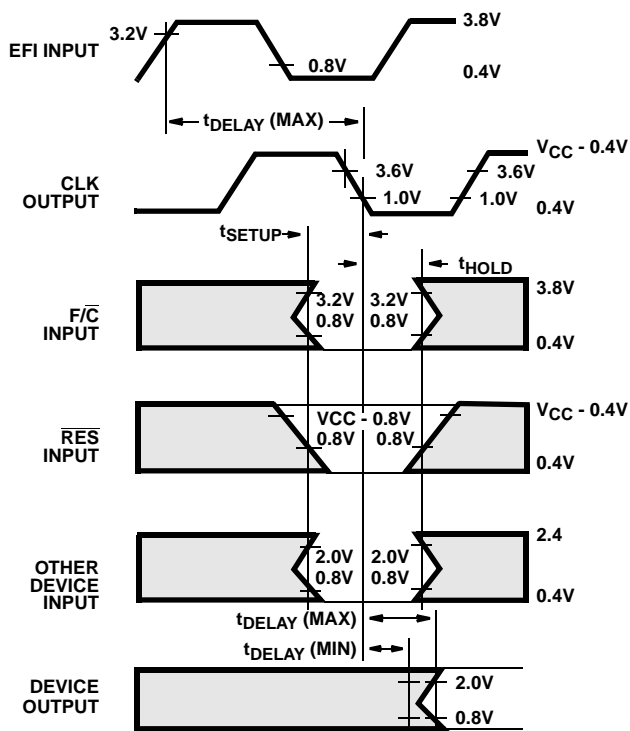 3.2V
3.8V
EFI INPUT
0.8V
0.4V
tDELAY (MAX)
VCC - 0.4V
CLK
OUTPUT
3.6V
3.6V
1.0V
1.0V
0.4V
tSETUP
tHOLD
3.8V
F/C̅
INPUT
3.2V 3.2V
0.8V 0.8V
0.4V
VCC - 0.4V
R̅E̅S̅
INPUT
VCC - 0.8V
0.8V 0.8V
0.4V
2.4
OTHER
DEVICE
INPUT
2.0V 2.0V
0.8V 0.8V
0.4V
tDELAY (MAX)
tDELAY (MIN)
DEVICE
OUTPUT
2.0V
0.8V